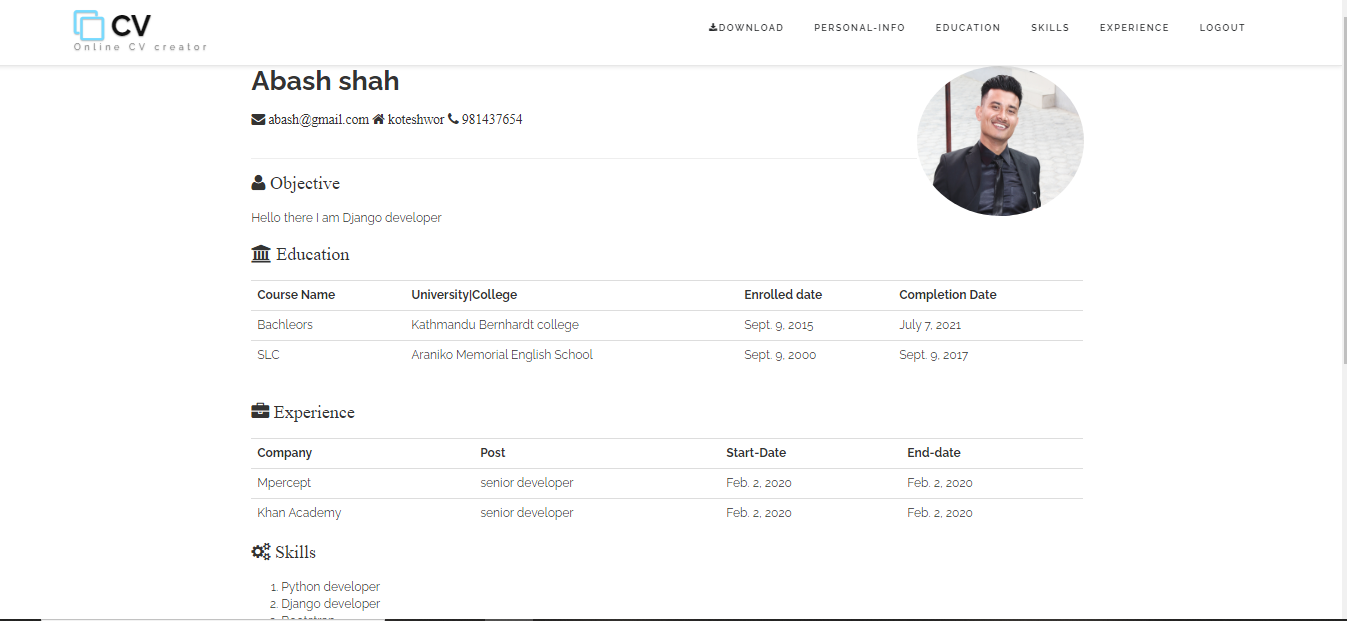 CV
Online CV creator
DOWNLOAD PERSONAL-INFO EDUCATION SKILLS EXPERIENCE LOGOUT
Abash shah
abash@gmail.com koteshwor 981437654
Objective
Hello there I am Django developer
Education
Course Name University|College Enrolled date Completion Date
Bachleors Kathmandu Bernhardt college Sept. 9, 2015 July 7, 2021
SLC Araniko Memorial English School Sept. 9, 2000 Sept. 9, 2017
Experience
Company Post Start-Date End-date
Mpercept senior developer Feb. 2, 2020 Feb. 2, 2020
Khan Academy senior developer Feb. 2, 2020 Feb. 2, 2020
Skills
1. Python developer
2. Django developer